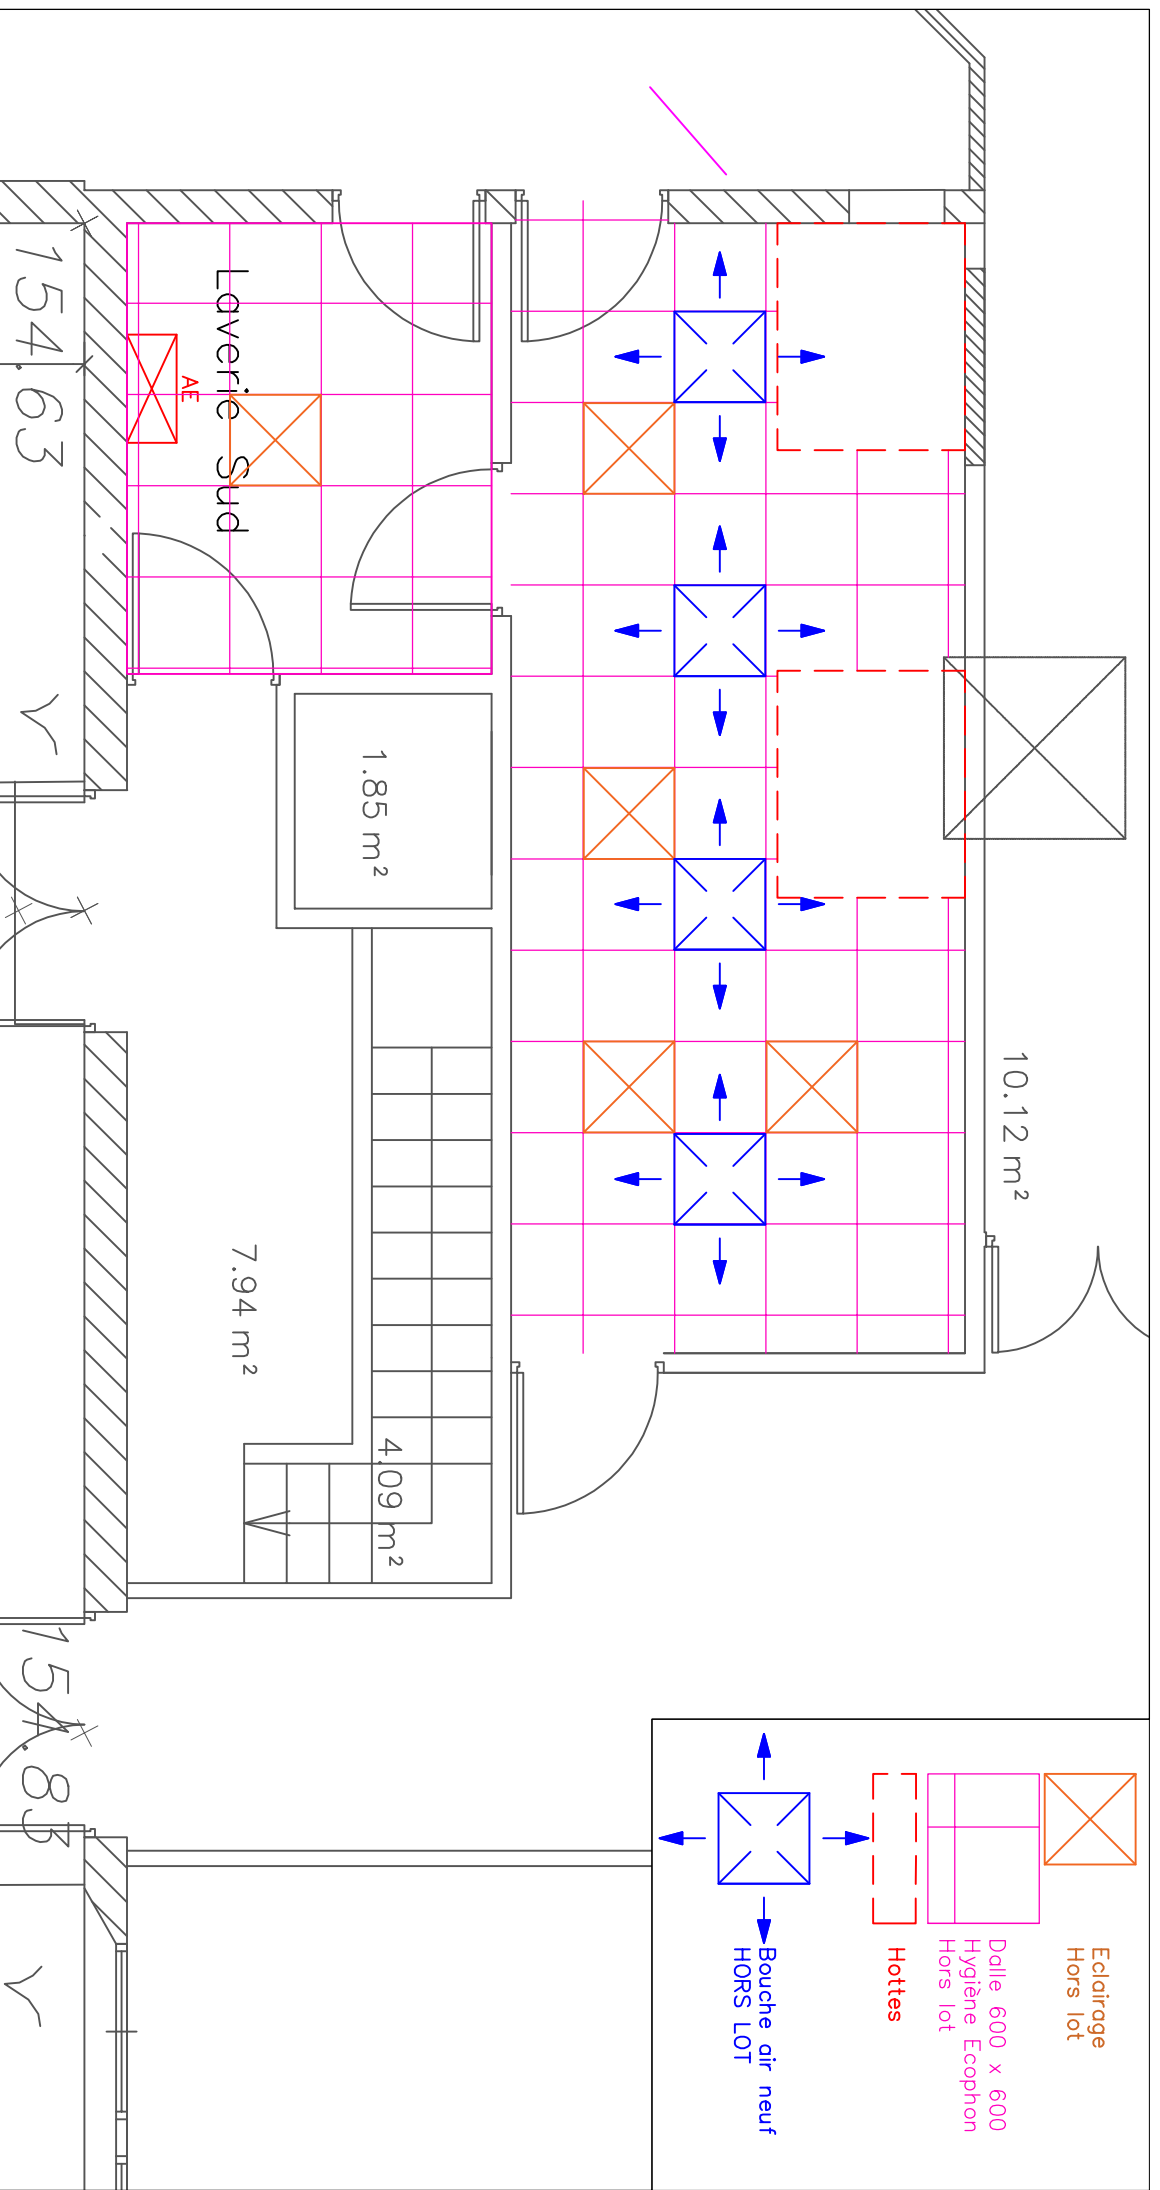 Eclairage
Hors lot
Dalle 600 x 600
Hygiène Ecophon
Hors lot
Hottes
Bouche air neuf
HORS LOT
10.12 m²
1.85 m²
4.09 m²
7.94 m²
Laverie Sud
AE
154.63
154.83